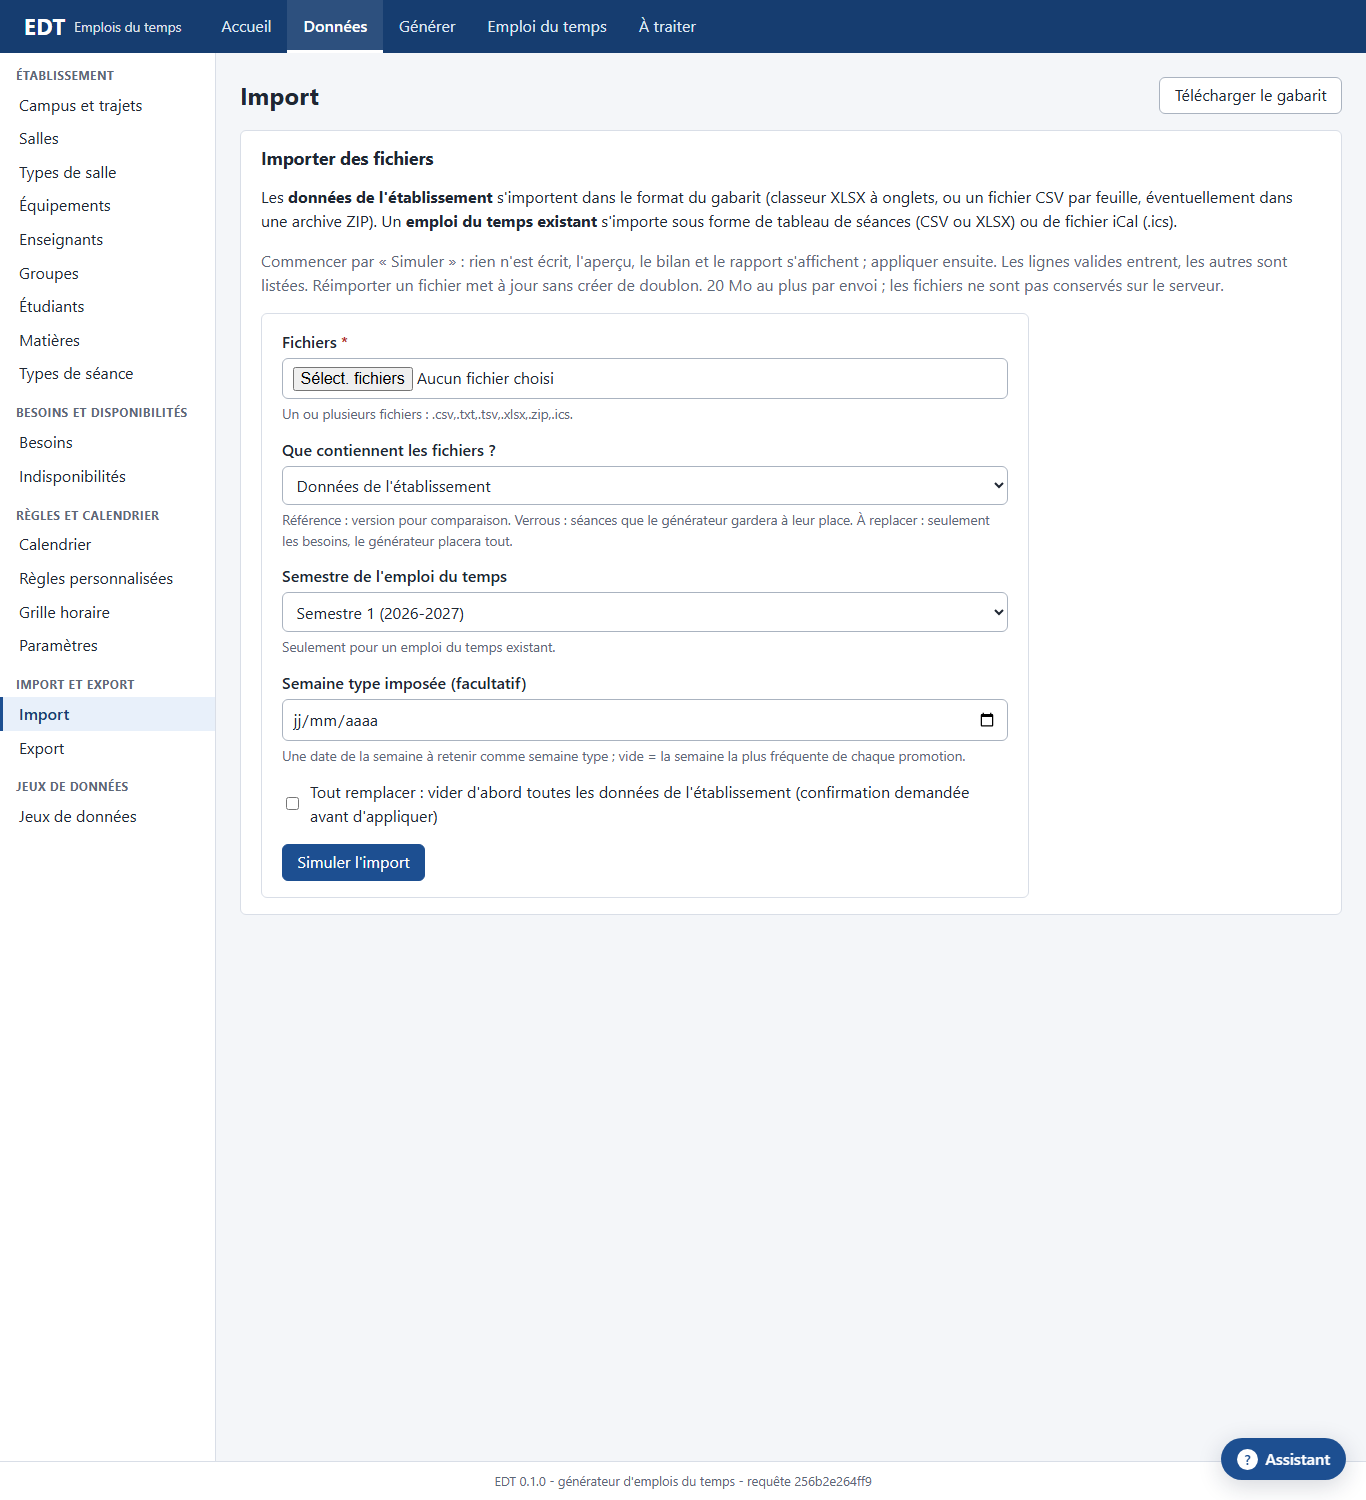 EDT Emplois du temps
Accueil
Données
Générer
Emploi du temps
À traiter
ÉTABLISSEMENT
Campus et trajets
Salles
Types de salle
Équipements
Enseignants
Groupes
Étudiants
Matières
Types de séance
BESOINS ET DISPONIBILITÉS
Besoins
Indisponibilités
RÈGLES ET CALENDRIER
Calendrier
Règles personnalisées
Grille horaire
Paramètres
IMPORT ET EXPORT
Import
Export
JEUX DE DONNÉES
Jeux de données
Import
Télécharger le gabarit
Importer des fichiers
Les données de l'établissement s'importent dans le format du gabarit (classeur XLSX à onglets, ou un fichier CSV par feuille, éventuellement dans
une archive ZIP). Un emploi du temps existant s'importe sous forme de tableau de séances (CSV ou XLSX) ou de fichier iCal (.ics).
Commencer par « Simuler » : rien n'est écrit, l'aperçu, le bilan et le rapport s'affichent ; appliquer ensuite. Les lignes valides entrent, les autres sont
listées. Réimporter un fichier met à jour sans créer de doublon. 20 Mo au plus par envoi ; les fichiers ne sont pas conservés sur le serveur.
Fichiers *
Sélect. fichiers Aucun fichier choisi
Un ou plusieurs fichiers : .csv,.txt,.tsv,.xlsx,.zip,.ics.
Que contiennent les fichiers ?
Données de l'établissement
Référence : version pour comparaison. Verrous : séances que le générateur gardera à leur place. À replacer : seulement
les besoins, le générateur placera tout.
Semestre de l'emploi du temps
Semestre 1 (2026-2027)
Seulement pour un emploi du temps existant.
Semaine type imposée (facultatif)
jj/mm/aaaa
Une date de la semaine à retenir comme semaine type ; vide = la semaine la plus fréquente de chaque promotion.
Tout remplacer : vider d'abord toutes les données de l'établissement (confirmation demandée
avant d'appliquer)
Simuler l'import
? Assistant
EDT 0.1.0 - générateur d'emplois du temps - requête 256b2e264ff9